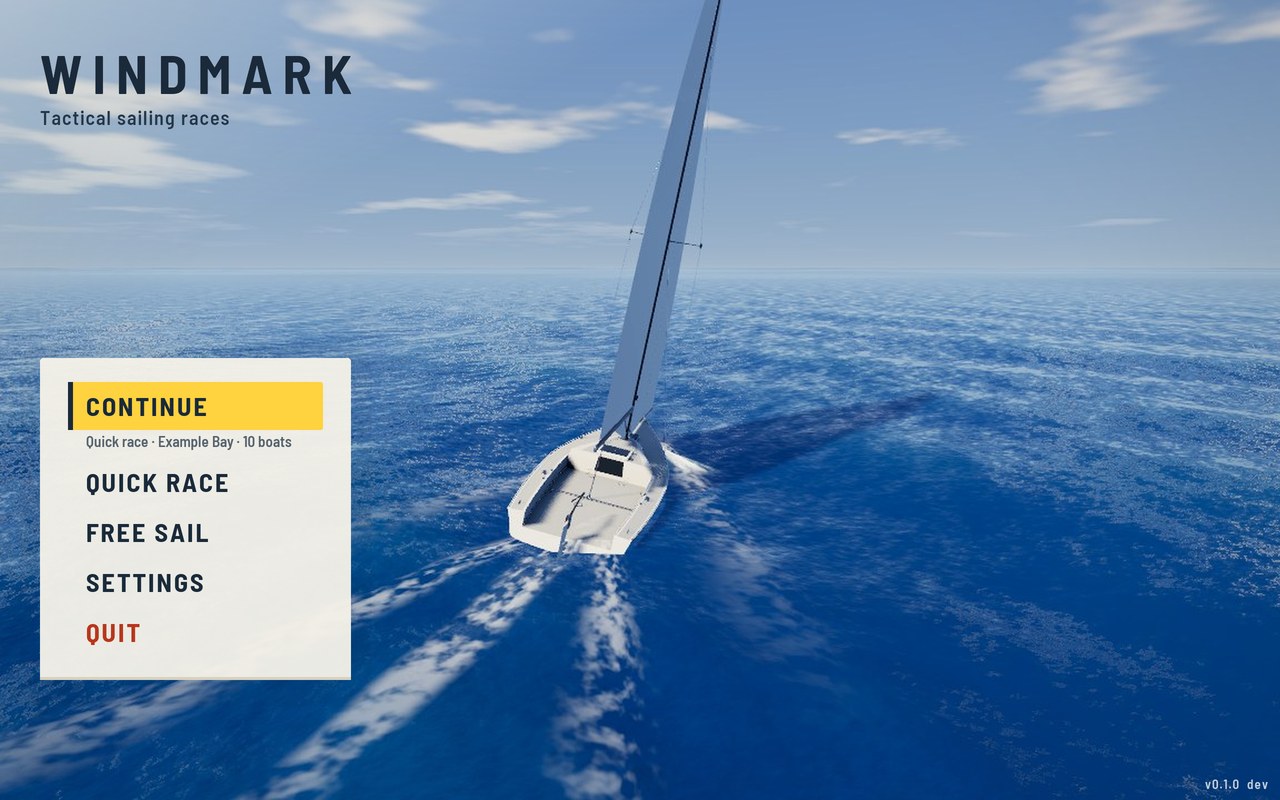 WINDMARK
Tactical sailing races
CONTINUE
Quick race · Example Bay · 10 boats
QUICK RACE
FREE SAIL
SETTINGS
QUIT
v0.1.0 dev